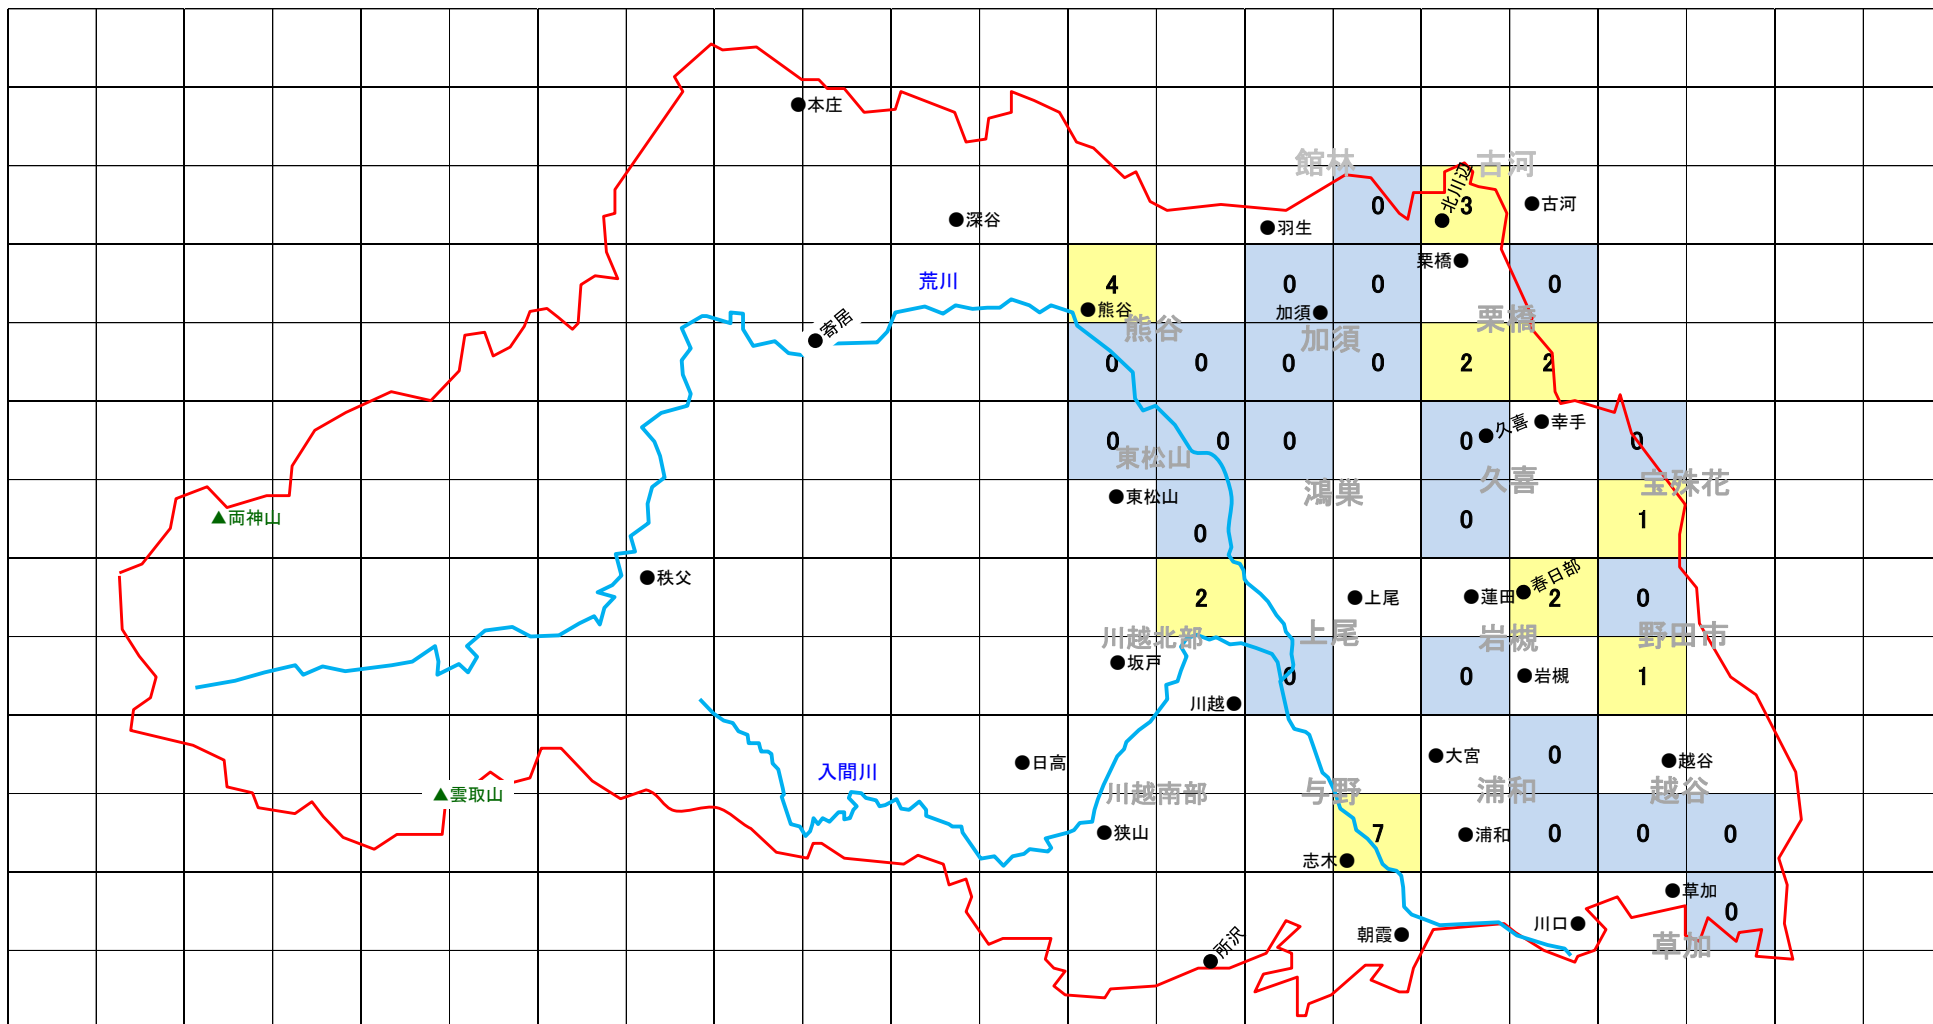 本庄
館林
古河
0
北川辺
3
古河
深谷
羽生
荒川
4
0
0
栗橋
0
熊谷
加須
寄居
熊谷
加須
栗橋
0
0
0
0
2
2
0
0
0
0
久喜
幸手
0
東松山
東松山
鴻巣
久喜
宝珠花
両神山
0
0
1
秩父
2
上尾
蓮田
春日部
2
0
川越北部
上尾
岩槻
野田市
坂戸
0
0
岩槻
1
川越
入間川
日高
大宮
0
越谷
雲取山
川越南部
与野
浦和
越谷
狭山
7
浦和
0
0
0
志木
草加
0
川口
朝霞
所沢
草加